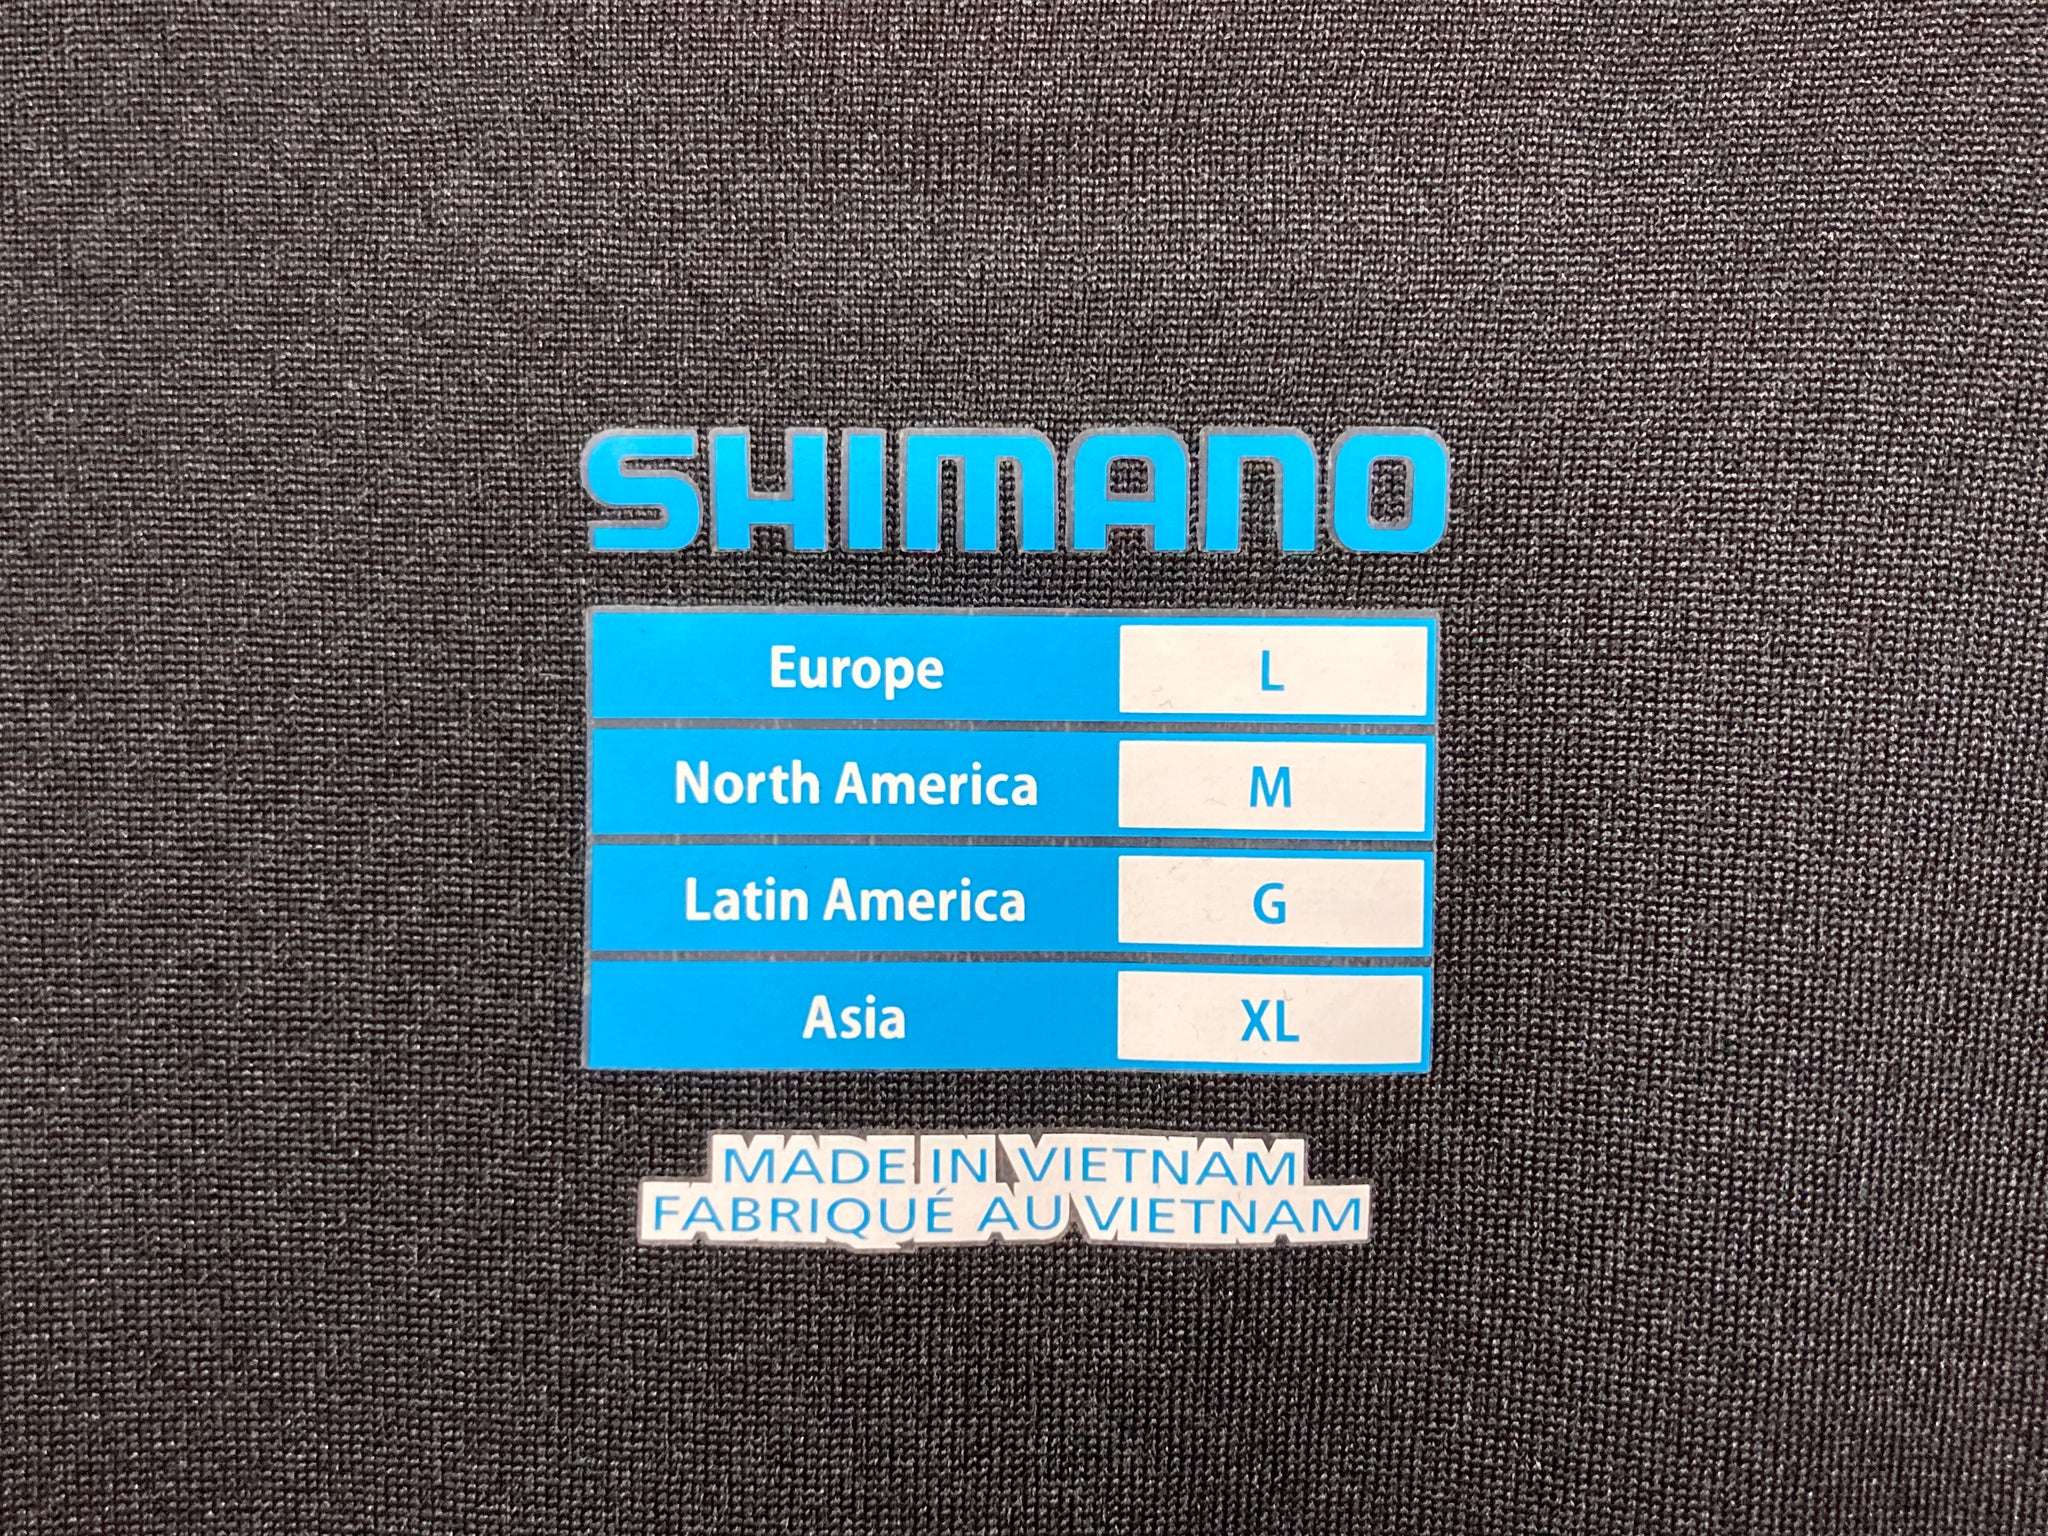 SHIMANO
Europe L
North America M
Latin America G
Asia XL
MADE IN VIETNAM
FABRIQUÉ AU VIETNAM